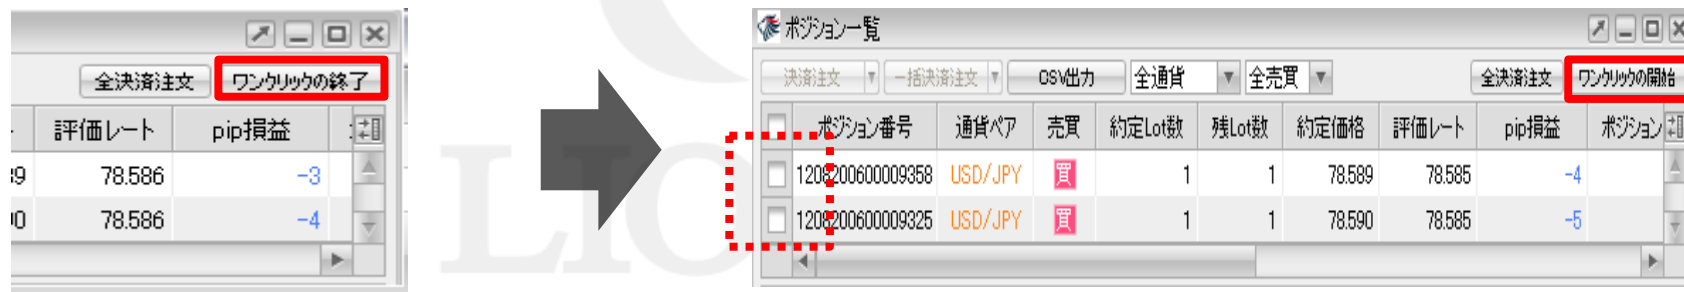 全決済注文 ワンクリックの終了
評価レート pip損益
39 78.586 -3
00 78.586 -4
ポジション一覧
決済注文 一括決済注文 CSV出力 全通貨 全売買 全決済注文 ワンクリックの開始
ポジション番号 通貨ペア 売買 約定Lot数 残Lot数 約定価格 評価レート pip損益 ポジション
1208200600009358 USD/JPY 買 1 1 78.589 78.585 -4
1208200600009325 USD/JPY 買 1 1 78.590 78.585 -5
LIO